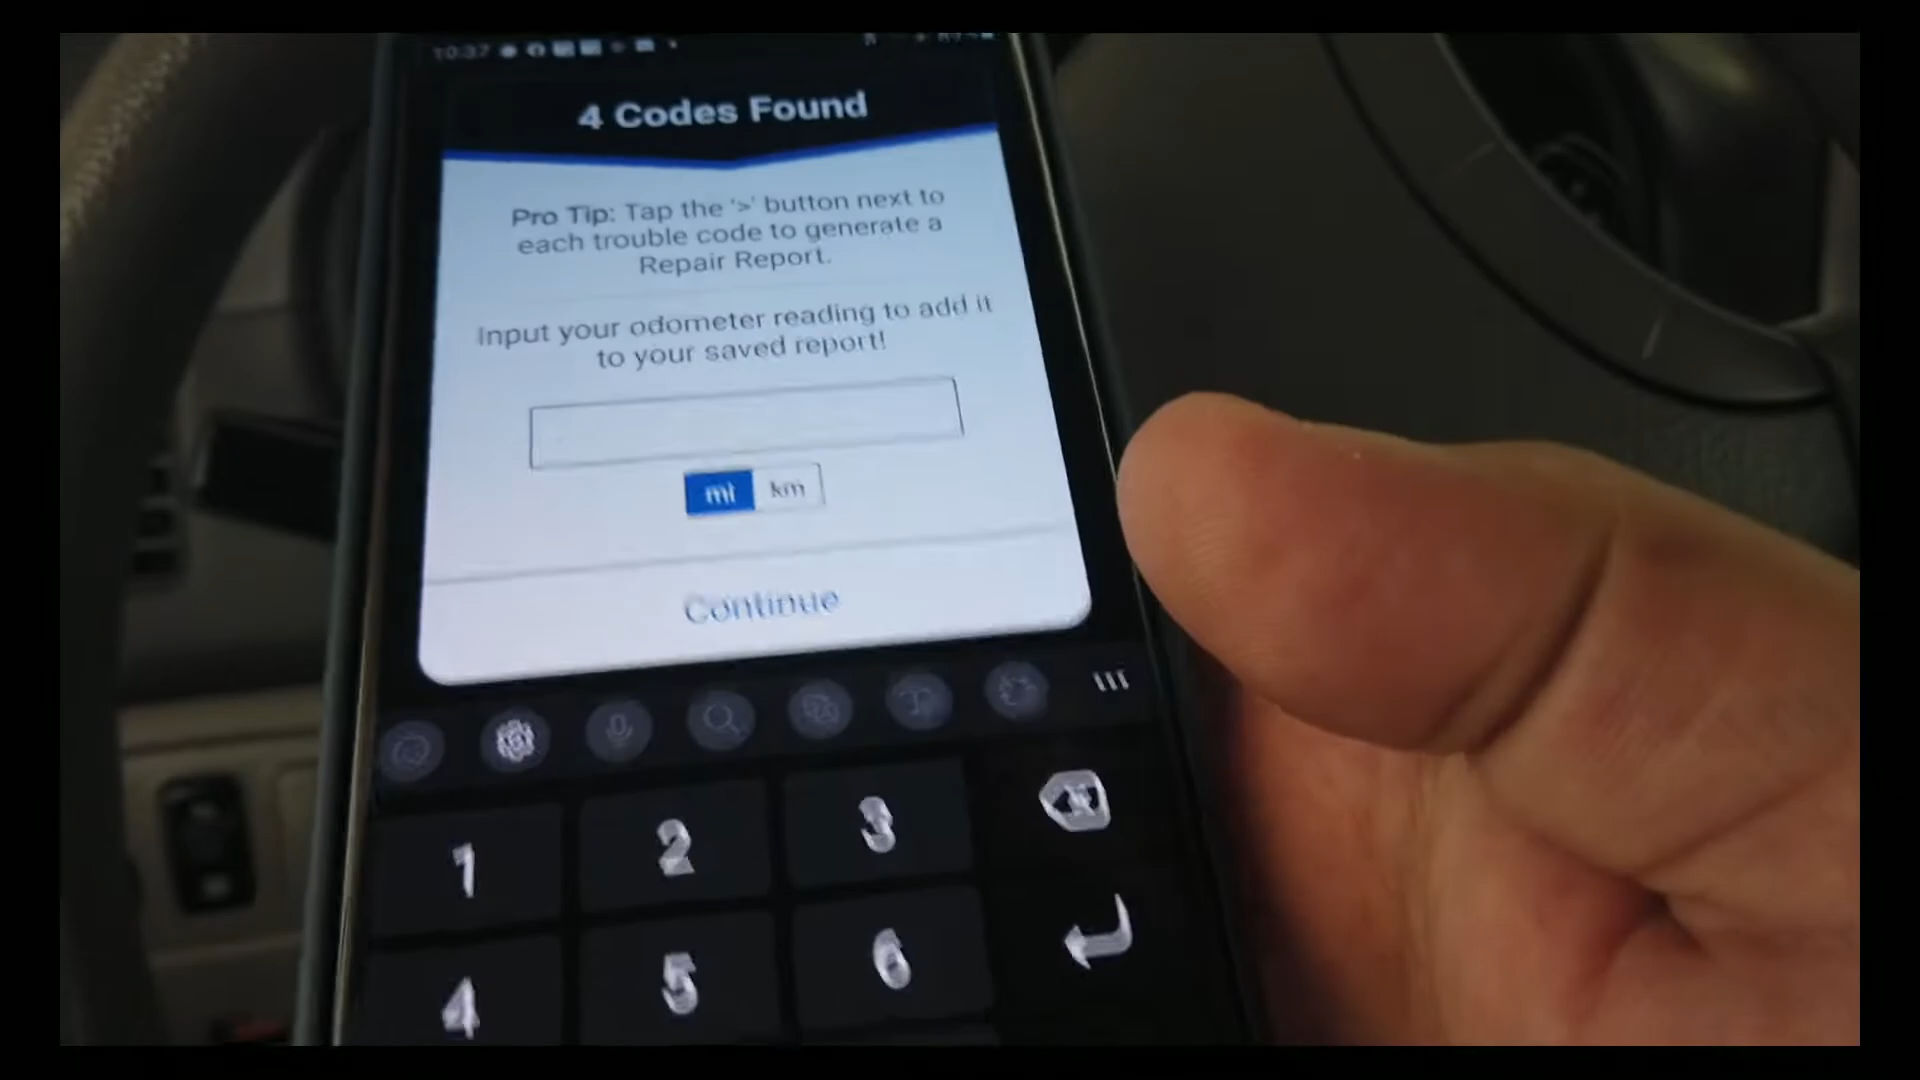 10:37
4 Codes Found
Pro Tip: Tap the '>' button next to
each trouble code to generate a
Repair Report.
Input your odometer reading to add it
to your saved report!
mi km
Continue
1 2 3
4 5 6